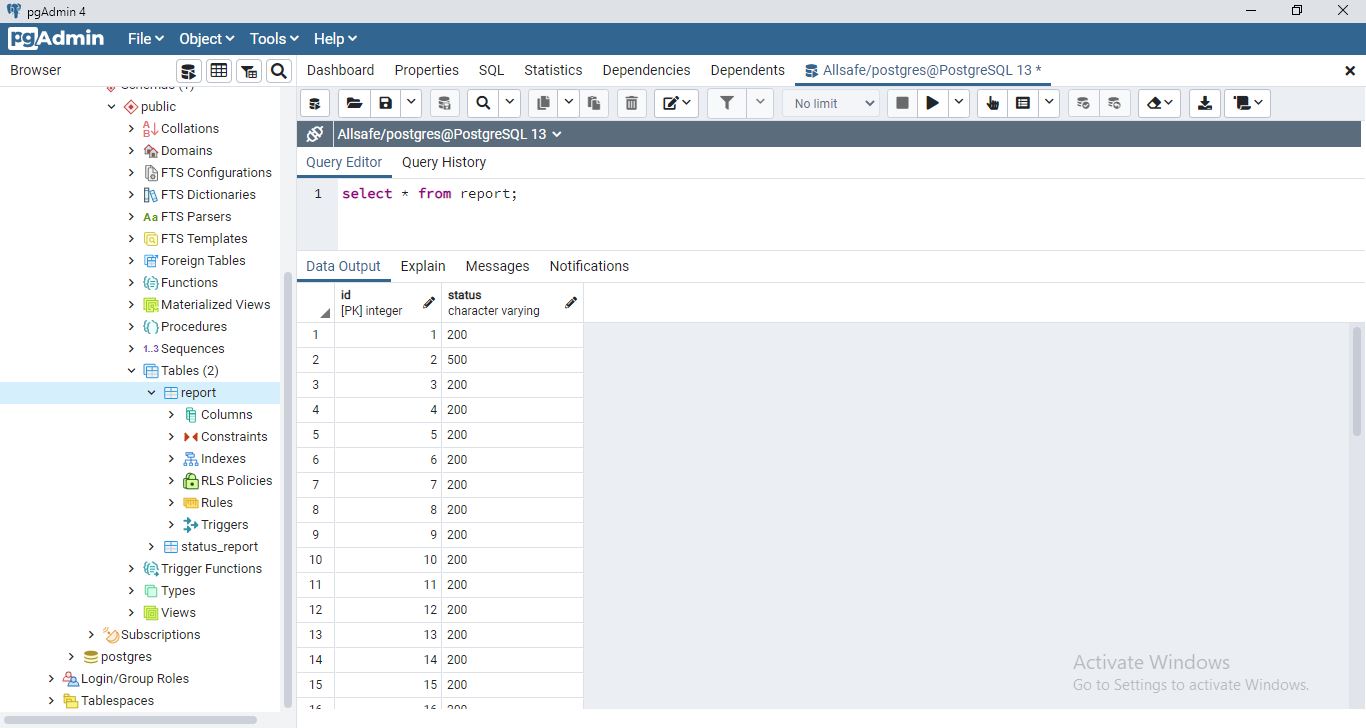 pgAdmin 4
pgAdmin File Object Tools Help
Browser
Dashboard Properties SQL Statistics Dependencies Dependents Allsafe/postgres@PostgreSQL 13 *
No limit
Allsafe/postgres@PostgreSQL 13
Query Editor Query History
1 select * from report;
Data Output Explain Messages Notifications
id status
[PK] integer character varying
1 1 200
2 2 500
3 3 200
4 4 200
5 5 200
6 6 200
7 7 200
8 8 200
9 9 200
10 10 200
11 11 200
12 12 200
13 13 200
14 14 200
15 15 200
16 16 200
public
Collations
Domains
FTS Configurations
FTS Dictionaries
Aa FTS Parsers
FTS Templates
Foreign Tables
Functions
Materialized Views
Procedures
1..3 Sequences
Tables (2)
report
Columns
Constraints
Indexes
RLS Policies
Rules
Triggers
status_report
Trigger Functions
Types
Views
Subscriptions
postgres
Login/Group Roles
Tablespaces
Activate Windows
Go to Settings to activate Windows.